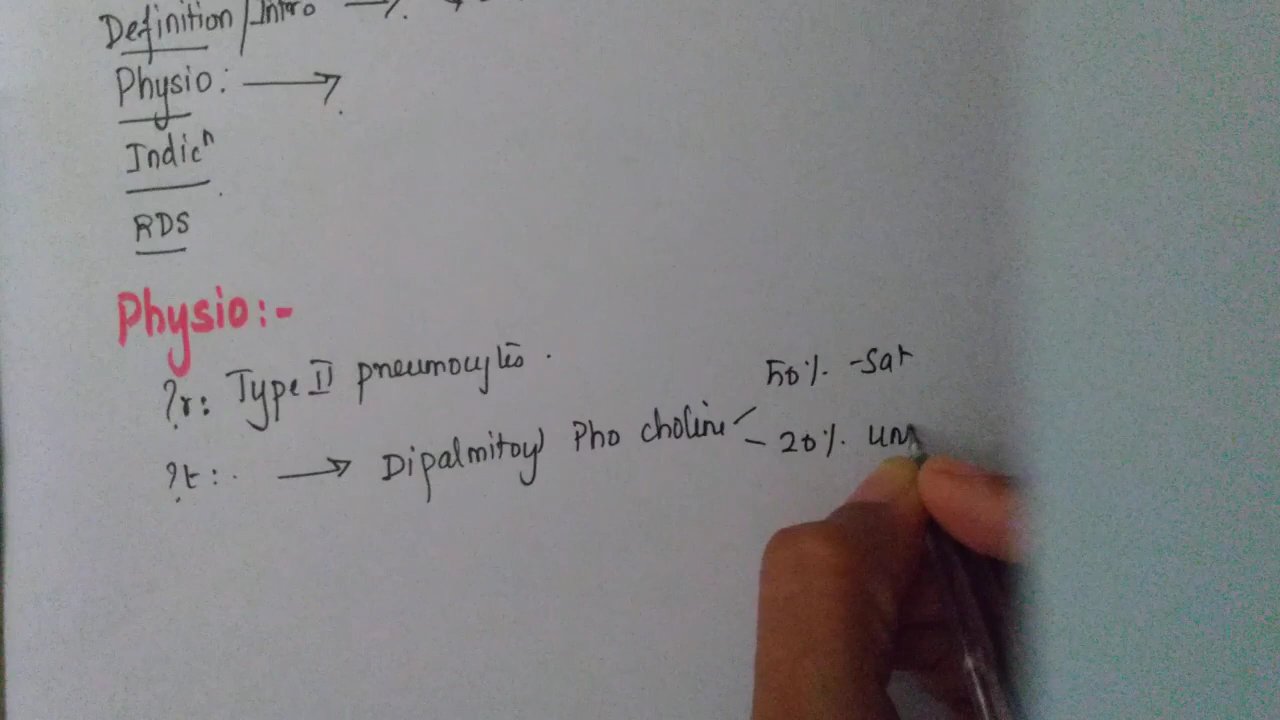 Definition/Intro →
Physio: →
Indicⁿ
RDS
Physio:-
?r: Type II pneumocytes.
50% -Sat
?t: → Dipalmitoyl Pho choline - 20% un